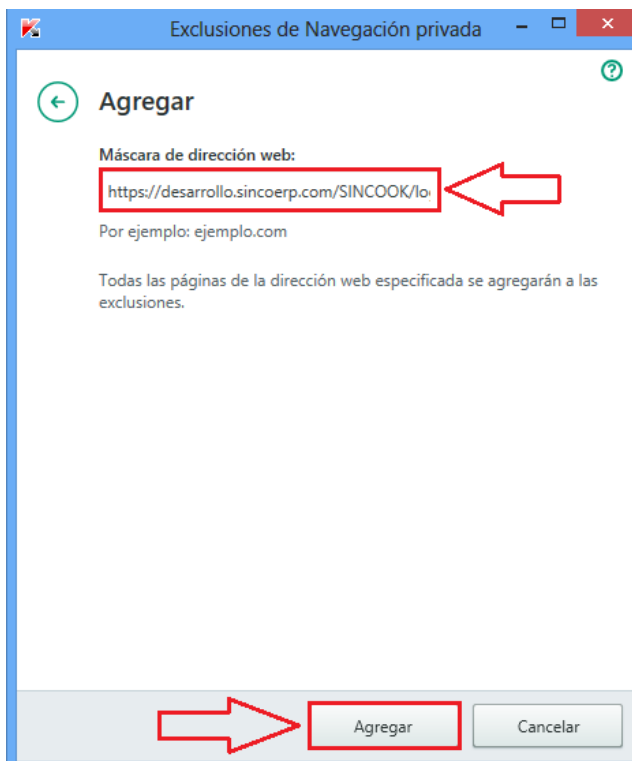 Exclusiones de Navegación privada
Agregar
Máscara de dirección web:
https://desarrollo.sincoerp.com/SINCOOK/lo
Por ejemplo: ejemplo.com
Todas las páginas de la dirección web especificada se agregarán a las
exclusiones.
Agregar
Cancelar